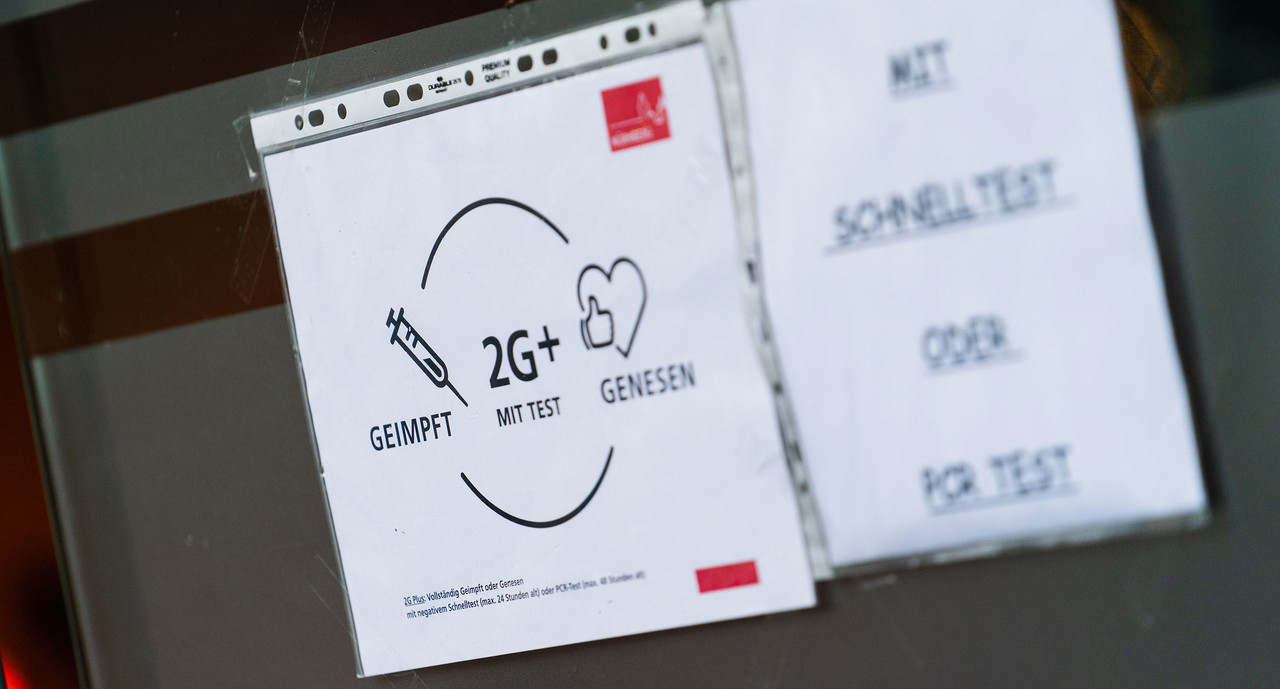 DURABLE
PREMIUM
QUALITY
2G+
MIT TEST
GEIMPFT
GENESEN
2G Plus: Vollständig Geimpft oder Genesen
mit negativem Schnelltest (max. 24 Stunden alt) oder PCR-Test (max. 48 Stunden alt)
MIT
SCHNELLTEST
ODER
PCR TEST